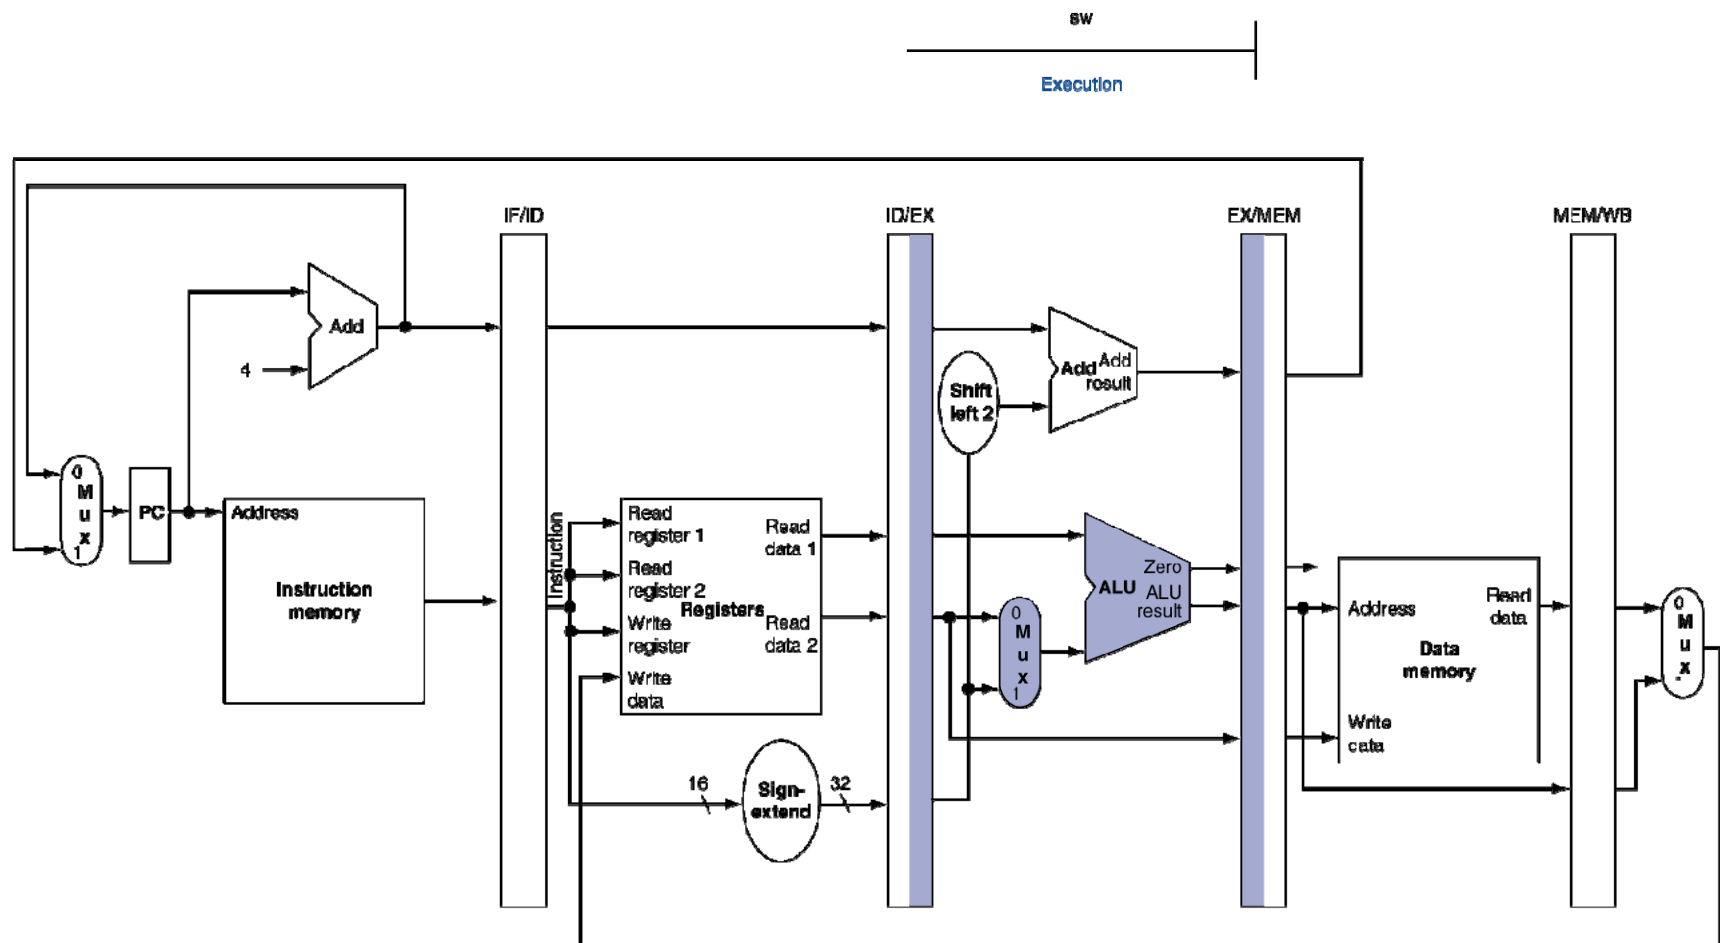 sw
Execution
IF/ID
ID/EX
EX/MEM
MEM/WB
Add
4
Shift
left 2
Add
Add
result
0
M
u
x
1
PC
Address
Instruction
memory
Instruction
Read
register 1
Read
register 2
Registers
Write
register
Write
data
Read
data 1
Read
data 2
16
Sign-
extend
32
0
M
u
x
1
ALU
Zero
ALU
result
Address
Read
data
Data
memory
Write
cata
0
M
u
x